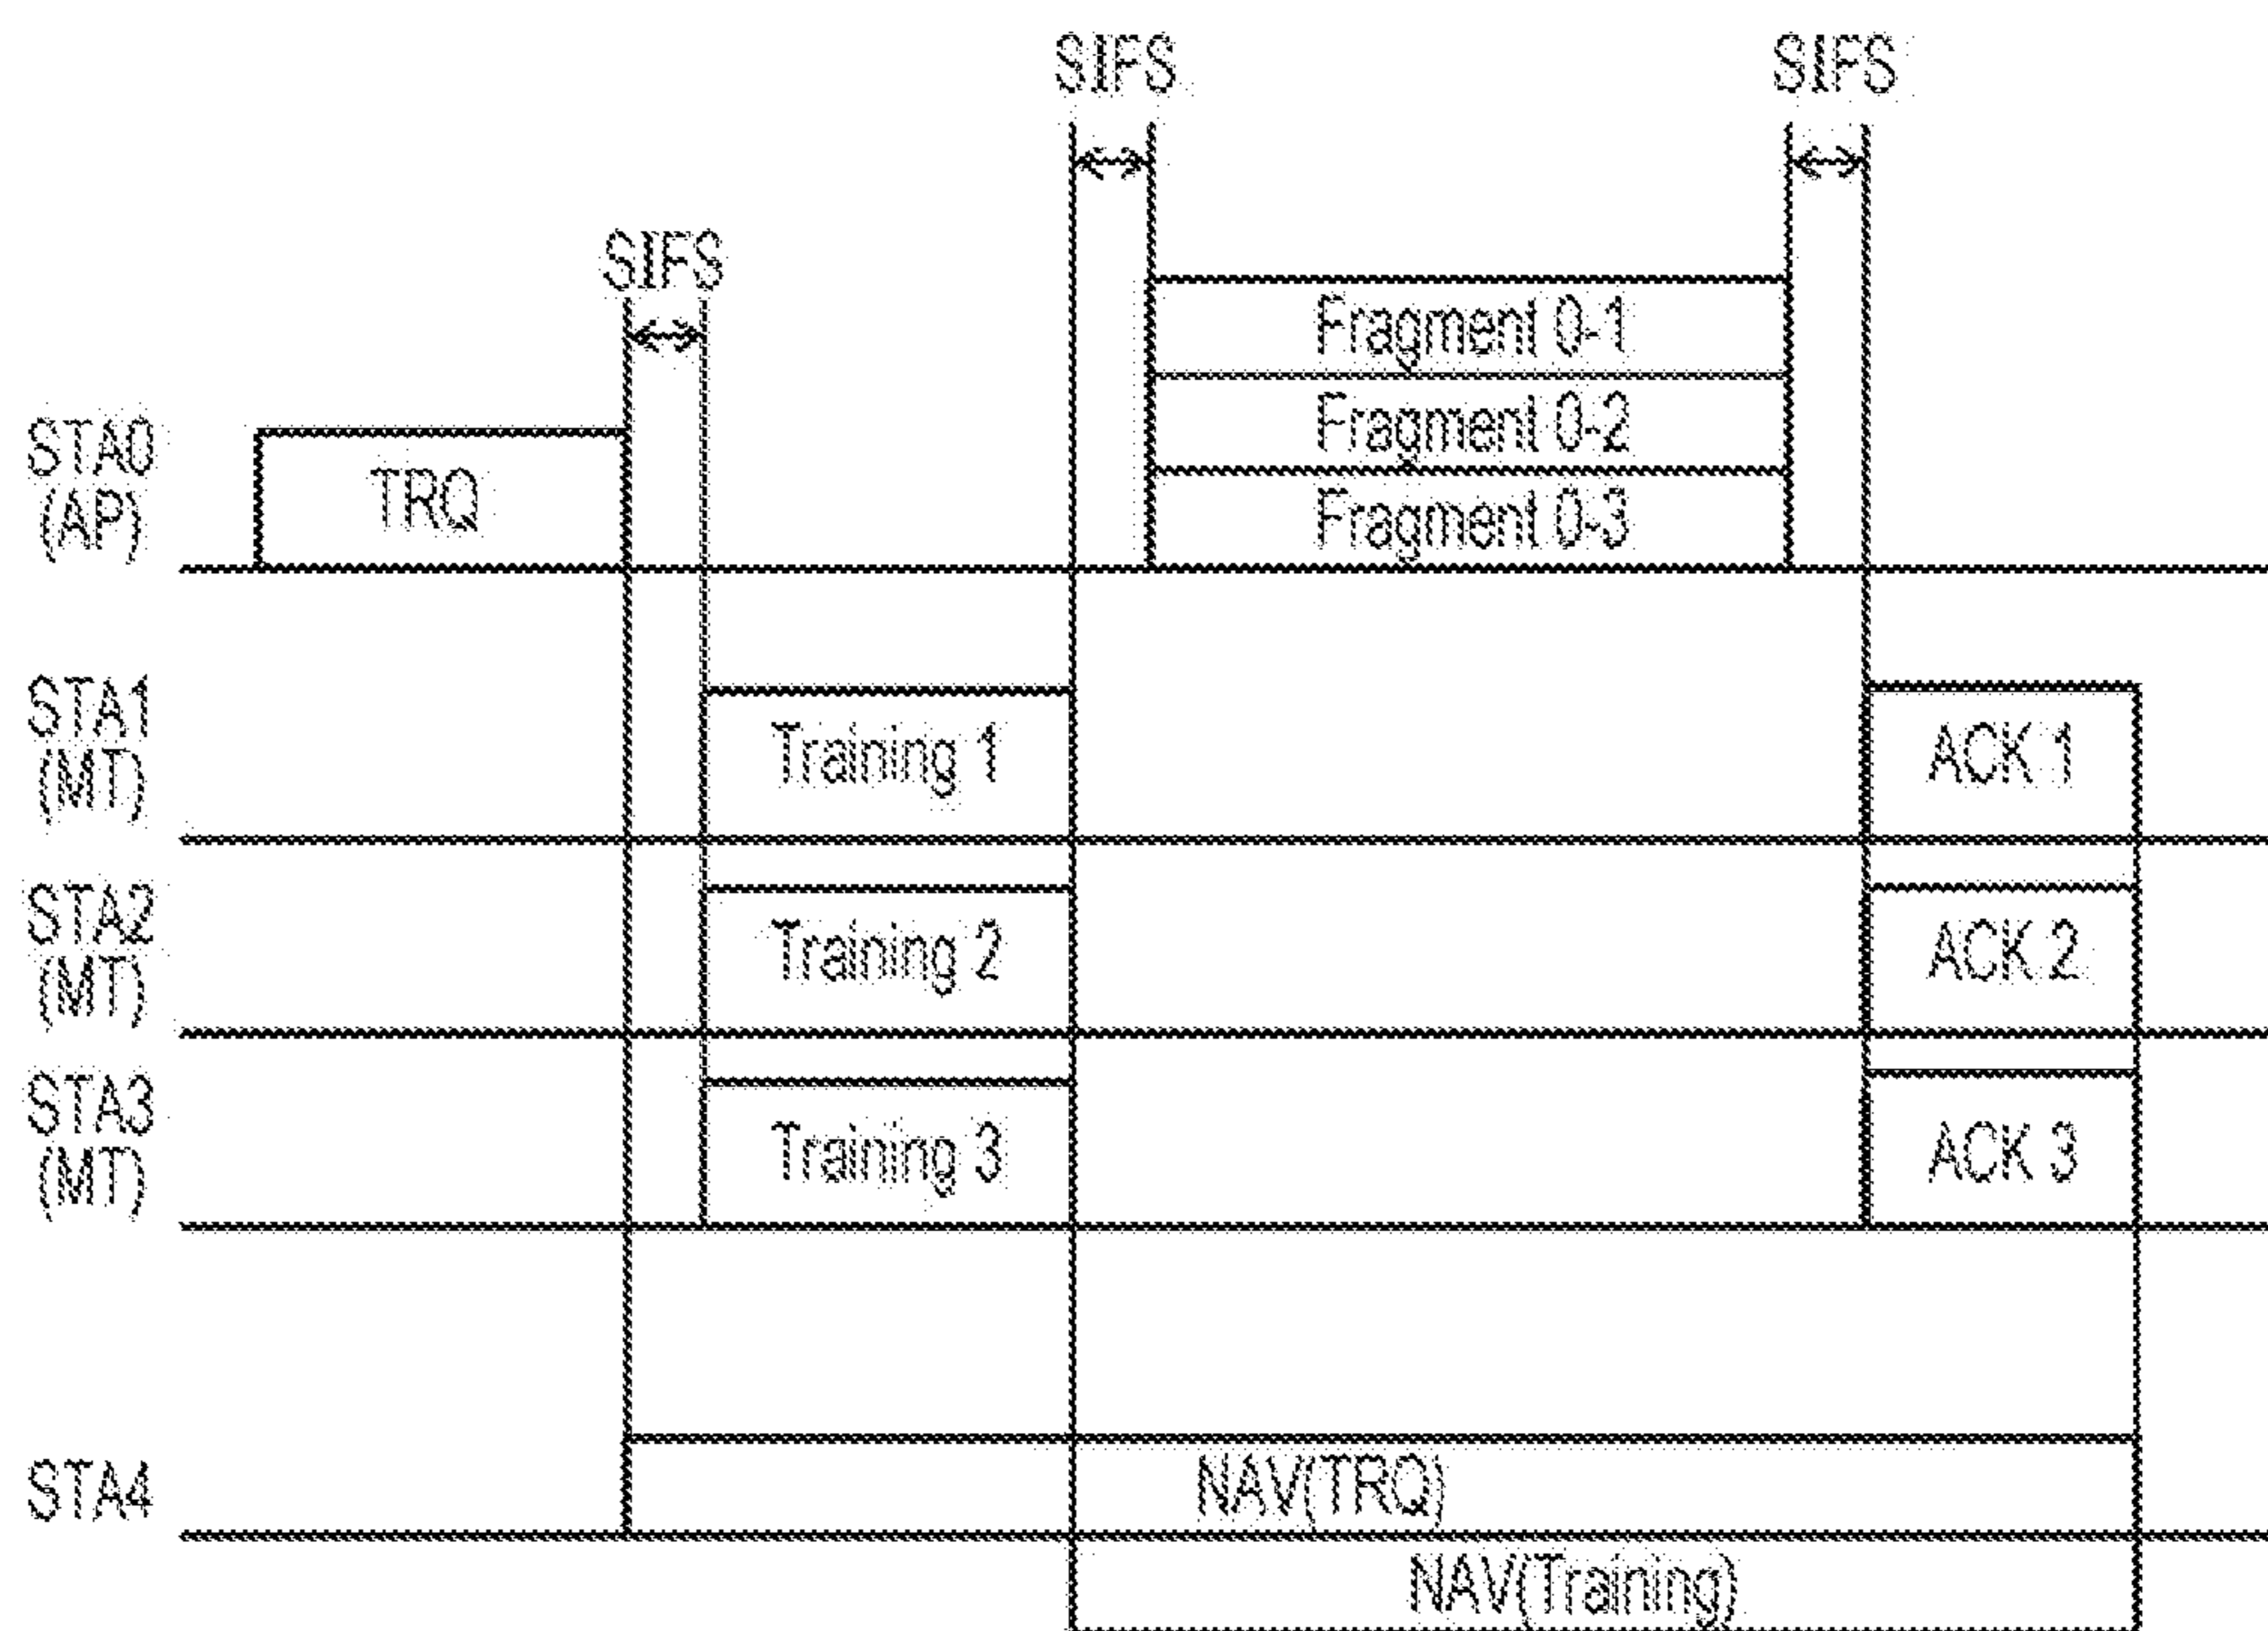 SIFS
SIFS
SIFS
Fragment 0-1
Fragment 0-2
Fragment 0-3
STA0
(AP)
TRQ
STA1
(MT)
Training 1
ACK 1
STA2
(MT)
Training 2
ACK 2
STA3
(MT)
Training 3
ACK 3
STA4
NAV(TRQ)
NAV(Training)